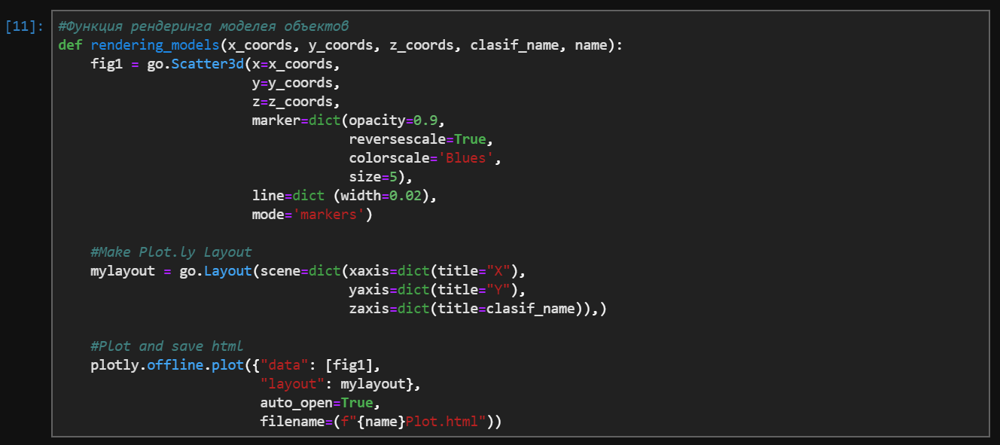 [11]:
#Функция рендеринга моделея объектов
def rendering_models(x_coords, y_coords, z_coords, clasif_name, name):
    fig1 = go.Scatter3d(x=x_coords,
                        y=y_coords,
                        z=z_coords,
                        marker=dict(opacity=0.9,
                                    reversescale=True,
                                    colorscale='Blues',
                                    size=5),
                        line=dict (width=0.02),
                        mode='markers')

    #Make Plot.ly Layout
    mylayout = go.Layout(scene=dict(xaxis=dict(title="X"),
                                    yaxis=dict(title="Y"),
                                    zaxis=dict(title=clasif_name)),)

    #Plot and save html
    plotly.offline.plot({"data": [fig1],
                         "layout": mylayout},
                         auto_open=True,
                         filename=(f"{name}Plot.html"))